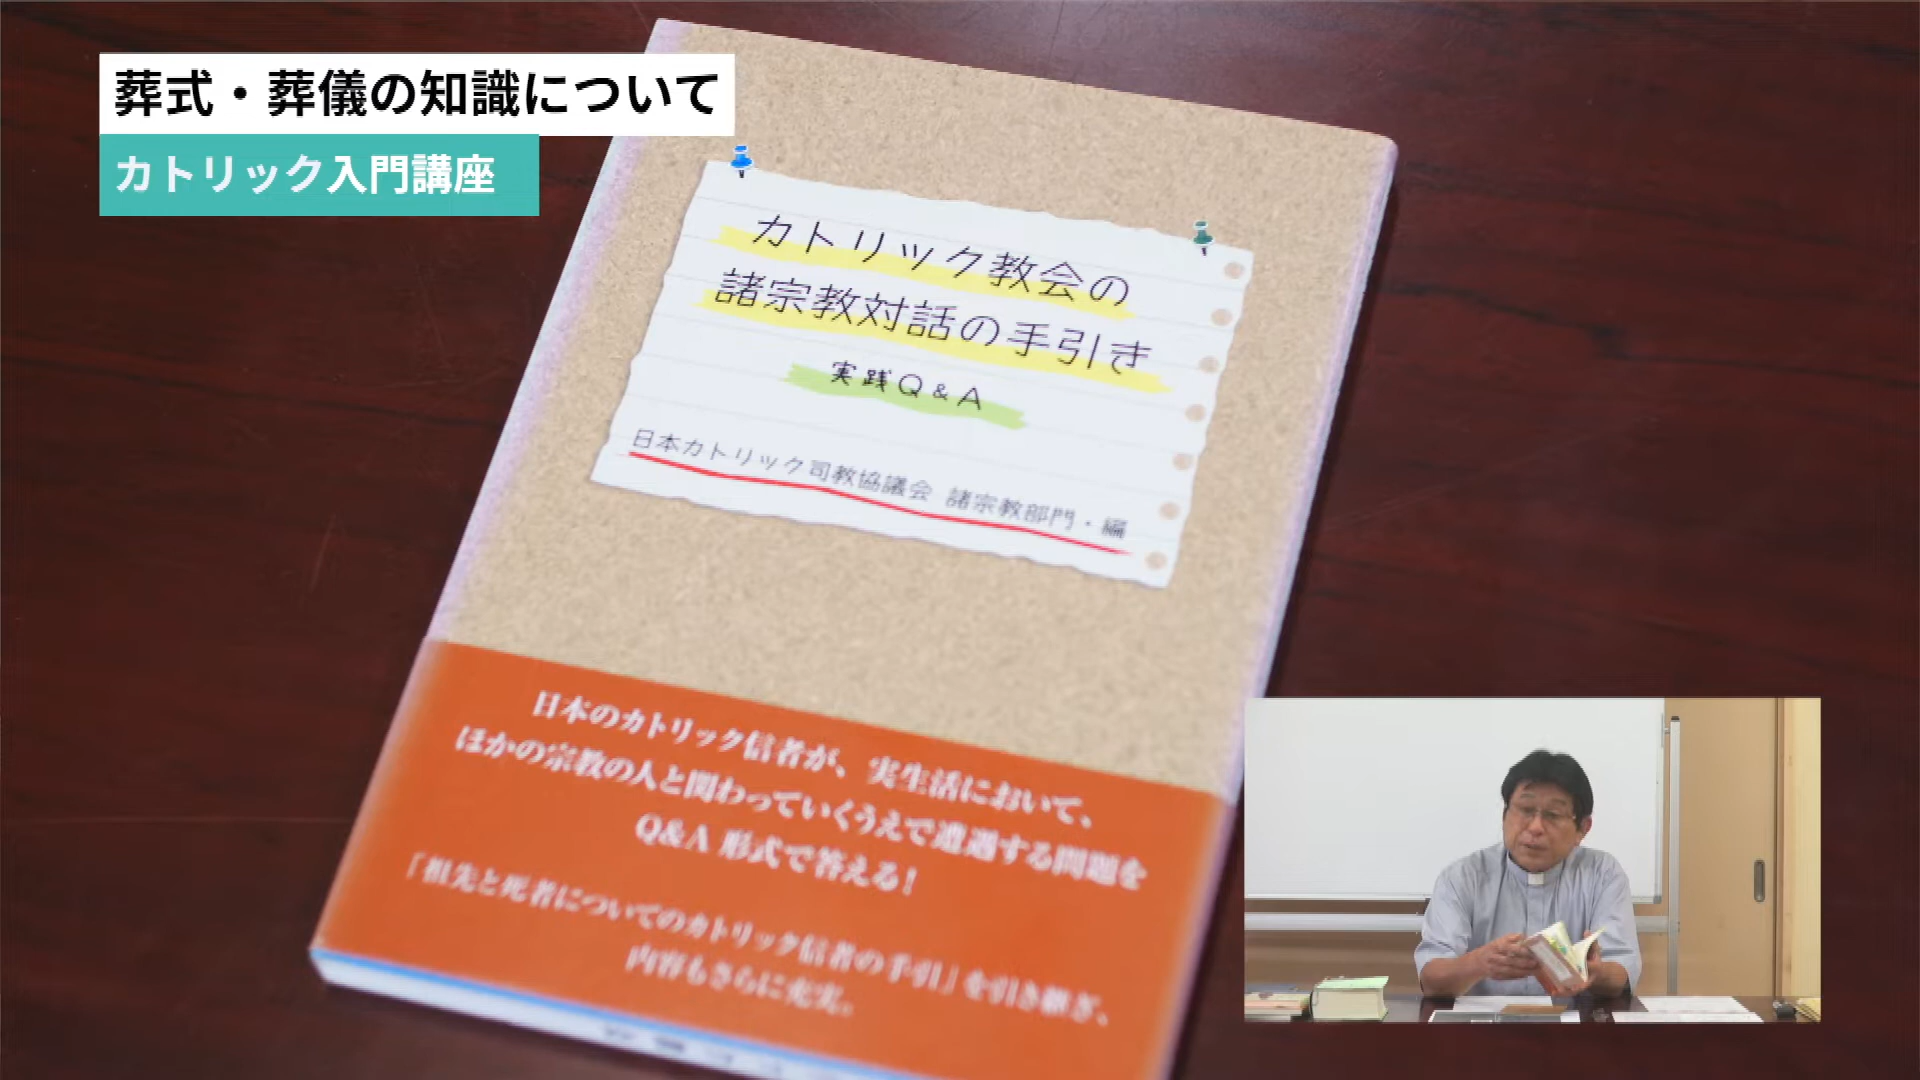 葬式・葬儀の知識について
カトリック入門講座
カトリック教会の
諸宗教対話の手引き
実践Q&A
日本カトリック司教協議会 諸宗教部門・編
日本のカトリック信者が、実生活において、
ほかの宗教の人と関わっていくうえで遭遇する問題を
Q&A 形式で答える！
「祖先と死者についてのカトリック信者の手引」を引き継ぎ、
内容もさらに充実。